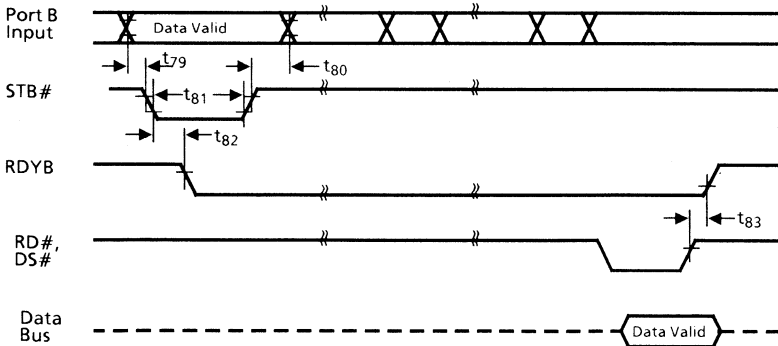 Port B
Input
Data Valid
t79
t80
STB#
t81
t82
RDYB
t83
RD#,
DS#
Data
Bus
Data Valid